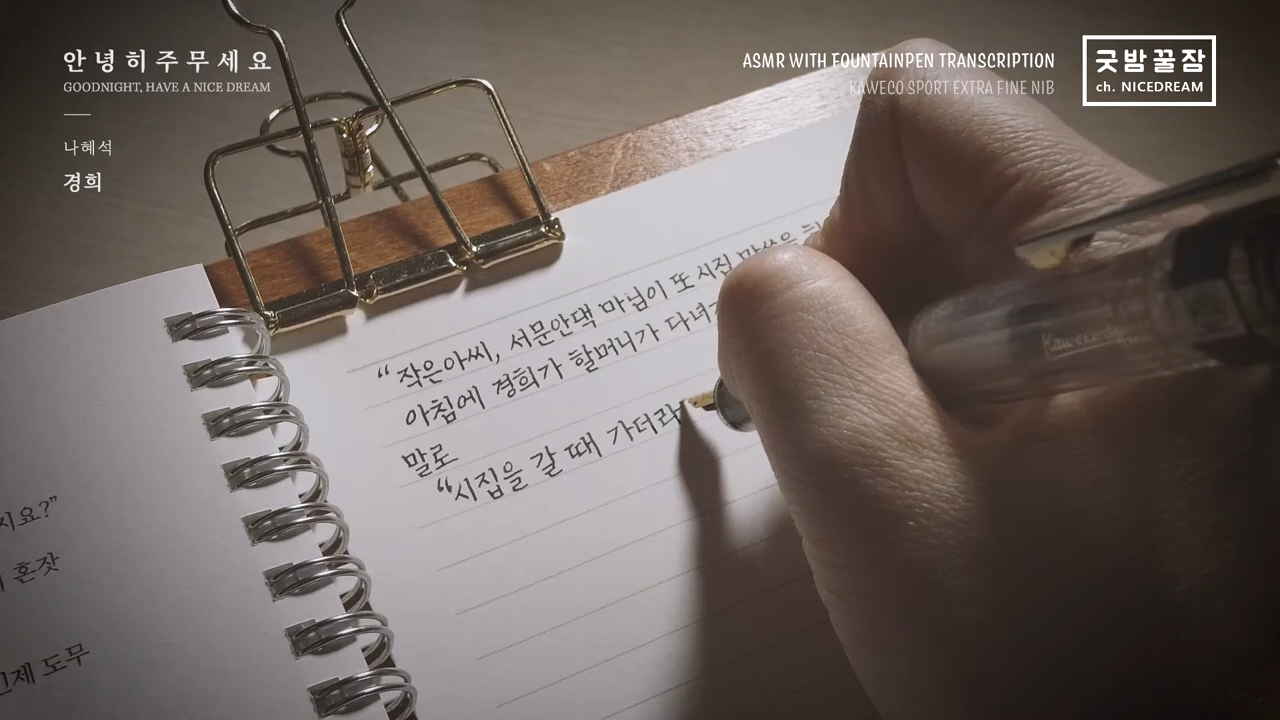 안녕히주무세요
GOODNIGHT, HAVE A NICE DREAM
나혜석
경희
ASMR WITH FOUNTAINPEN TRANSCRIPTION
KAWECO SPORT EXTRA FINE NIB
굿밤꿀잠
ch. NICEDREAM
“작은아씨, 서문안댁 마님이 또 시집 말씀을
아침에 경희가 할머니가 다녀
말로
“시집을 갈 때 가더라
시요?”
혼잣
인제 도무
Kaweco